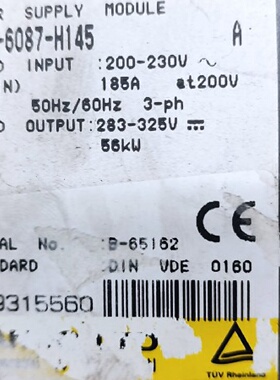 R SUPPLY MODULE
-6087-H145 A
D INPUT :200-230V ~
N) 185A at200V
50Hz/60Hz 3-ph
D OUTPUT:283-325V ⎓
56kW
CE
AL No. :B-65162
DARD :DIN VDE 0160
9315560
TÜV Rheinland